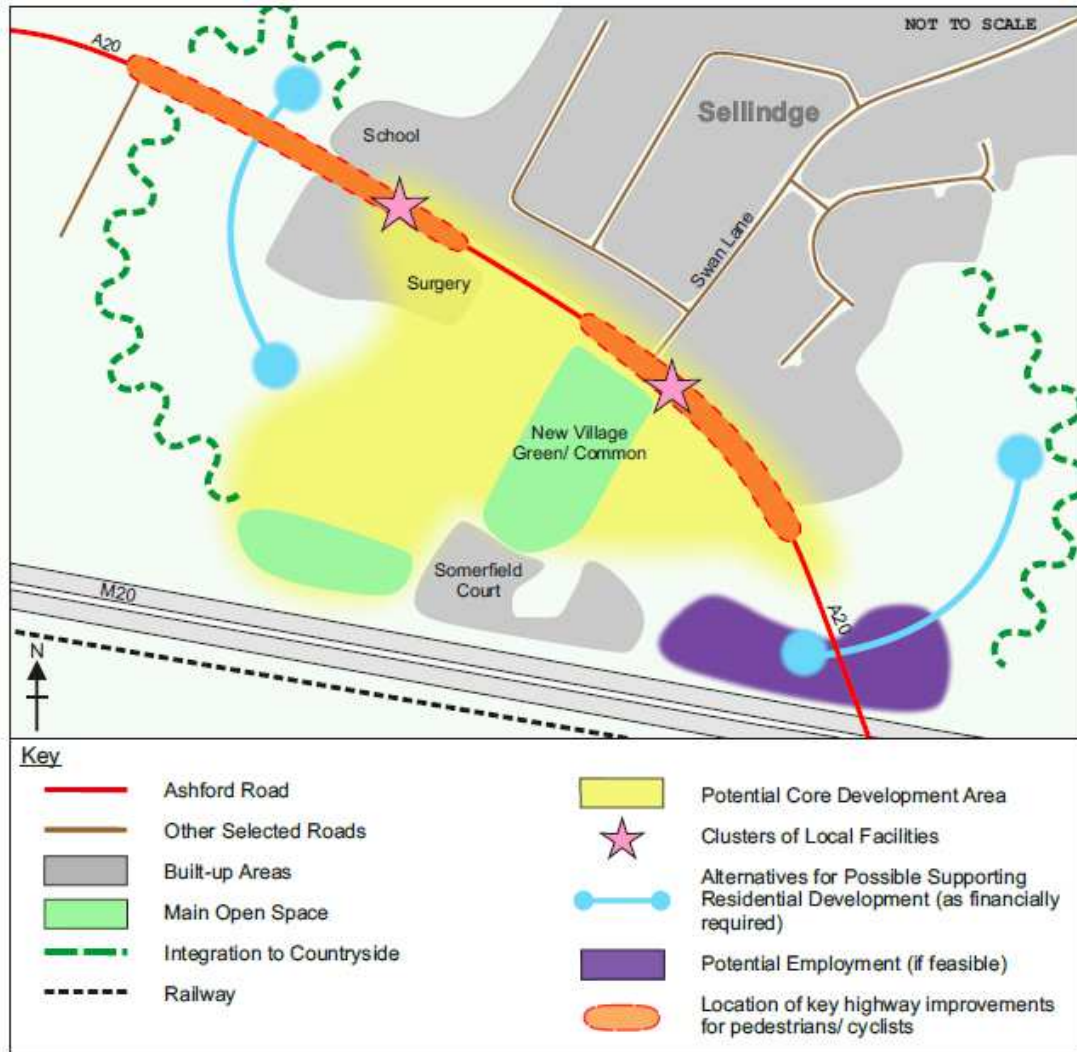 NOT TO SCALE
A20
School
Sellindge
Swan Lane
Surgery
New Village
Green/ Common
Somerfield
Court
M20
A20
N
Key
Ashford Road
Other Selected Roads
Built-up Areas
Main Open Space
Integration to Countryside
Railway
Potential Core Development Area
Clusters of Local Facilities
Alternatives for Possible Supporting
Residential Development (as financially
required)
Potential Employment (if feasible)
Location of key highway improvements
for pedestrians/ cyclists